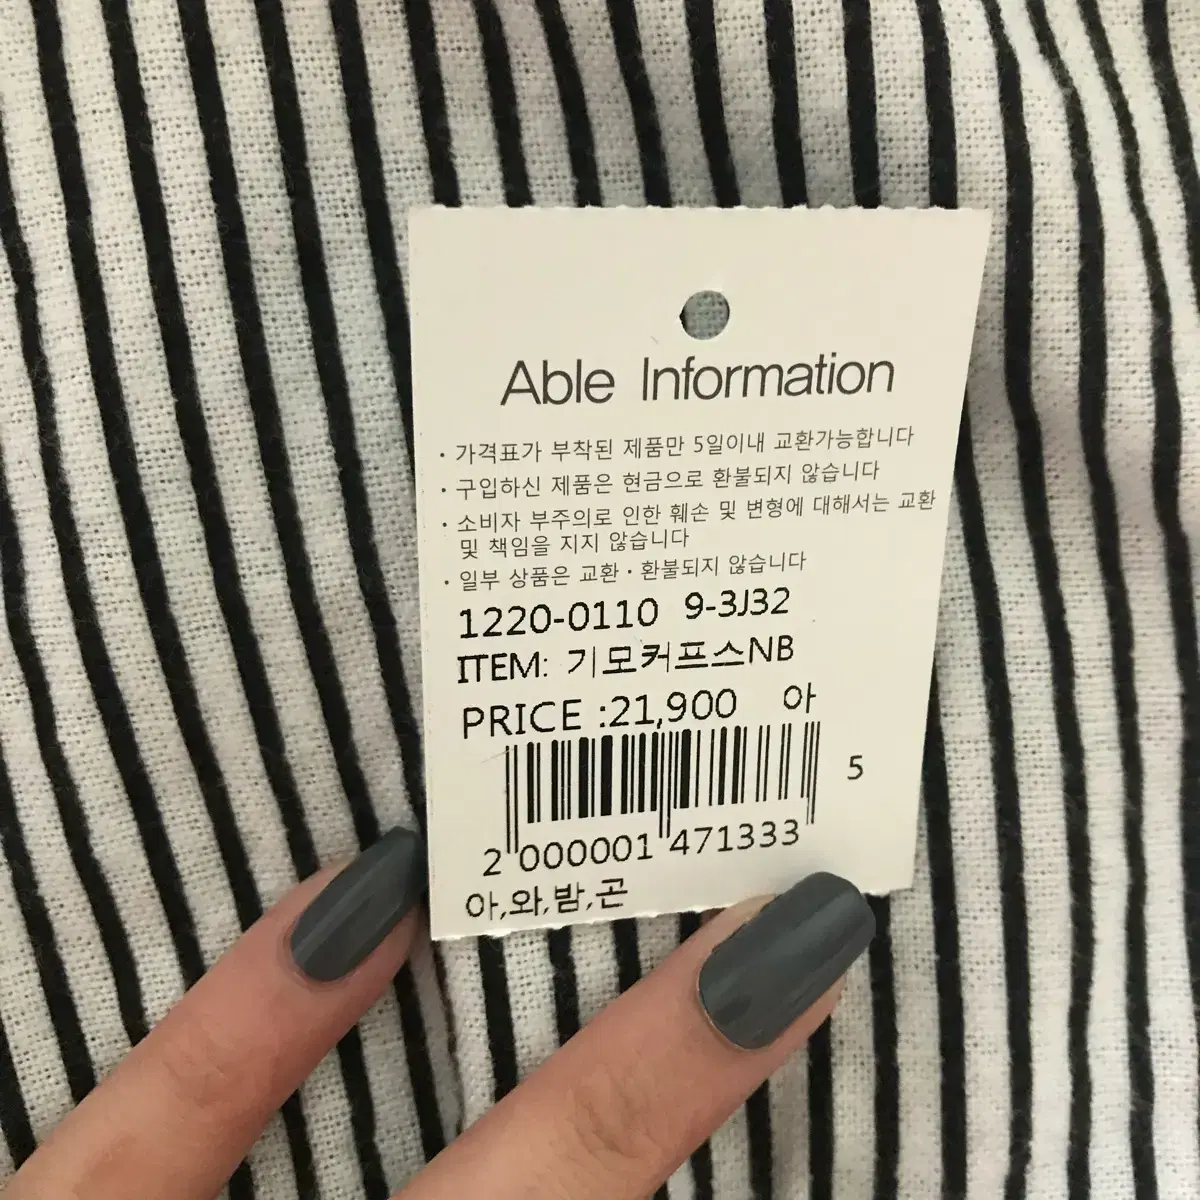 Able Information
· 가격표가 부착된 제품만 5일이내 교환가능합니다
· 구입하신 제품은 현금으로 환불되지 않습니다
· 소비자 부주의로 인한 훼손 및 변형에 대해서는 교환
및 책임을 지지 않습니다
· 일부 상품은 교환·환불되지 않습니다
1220-0110 9-3J32
ITEM: 기모커프스NB
PRICE :21,900 아
5
2 000001 471333
아,와,밤,곤